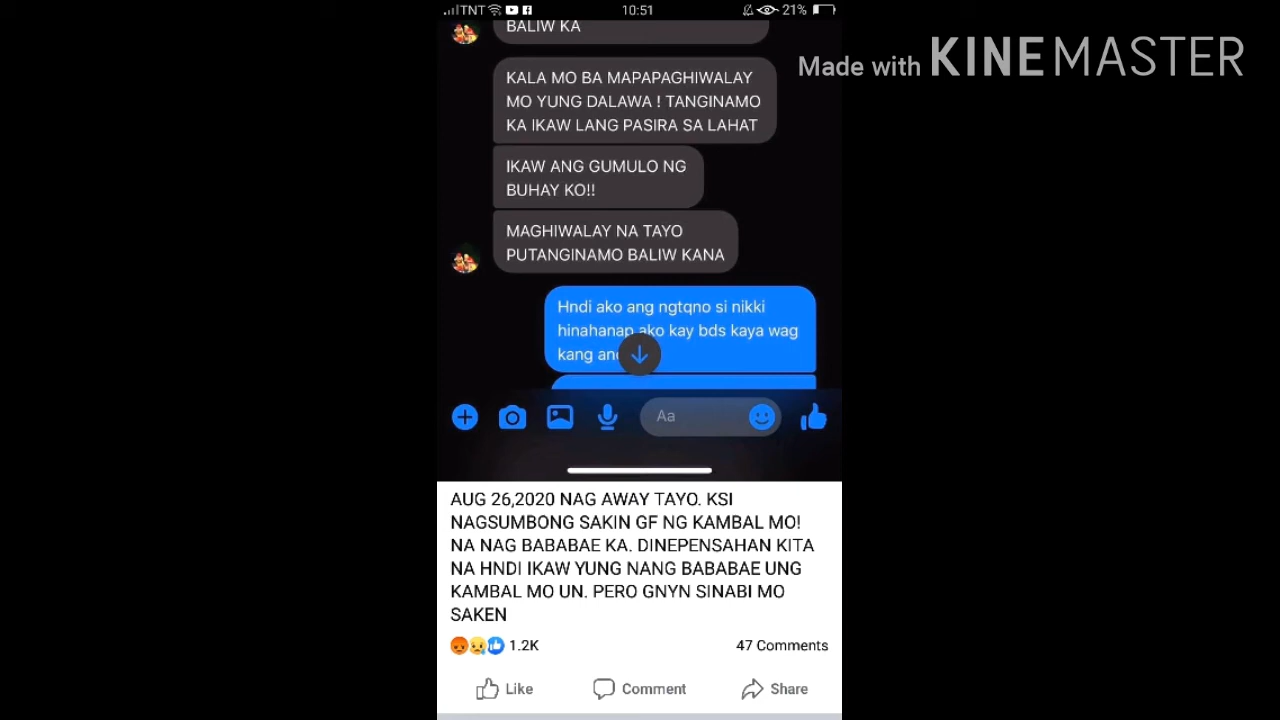 TNT 10:51 21%
Made with KINEMASTER
BALIW KA
KALA MO BA MAPAPAGHIWALAY
MO YUNG DALAWA ! TANGINAMO
KA IKAW LANG PASIRA SA LAHAT
IKAW ANG GUMULO NG
BUHAY KO!!
MAGHIWALAY NA TAYO
PUTANGINAMO BALIW KANA
Hndi ako ang ngtqno si nikki
hinahanap ako kay bds kaya wag
kang
Aa
AUG 26,2020 NAG AWAY TAYO. KSI
NAGSUMBONG SAKIN GF NG KAMBAL MO!
NA NAG BABABAE KA. DINEPENSAHAN KITA
NA HNDI IKAW YUNG NANG BABABAE UNG
KAMBAL MO UN. PERO GNYN SINABI MO
SAKEN
1.2K 47 Comments
Like Comment Share